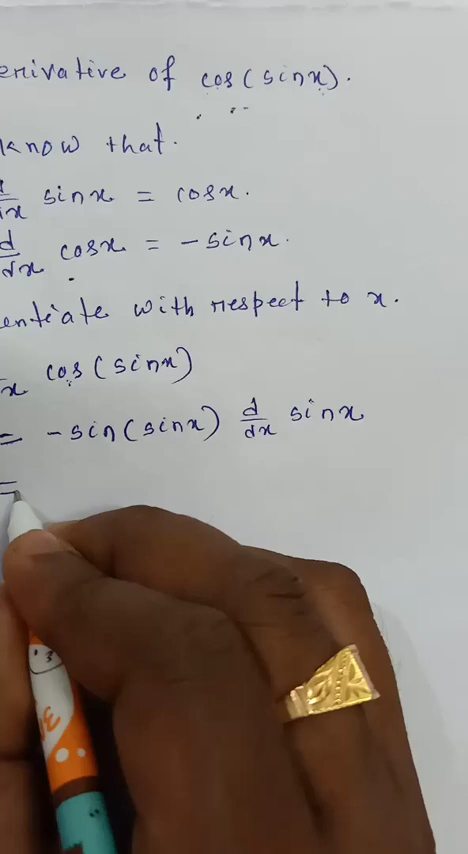 erivative of cos(sinx).
know that.
d/dx sinx = cosx.
d/dx cosx = -sinx.
entiate with respect to x.
x cos(sinx)
= -sin(sinx) d/dx sinx
=